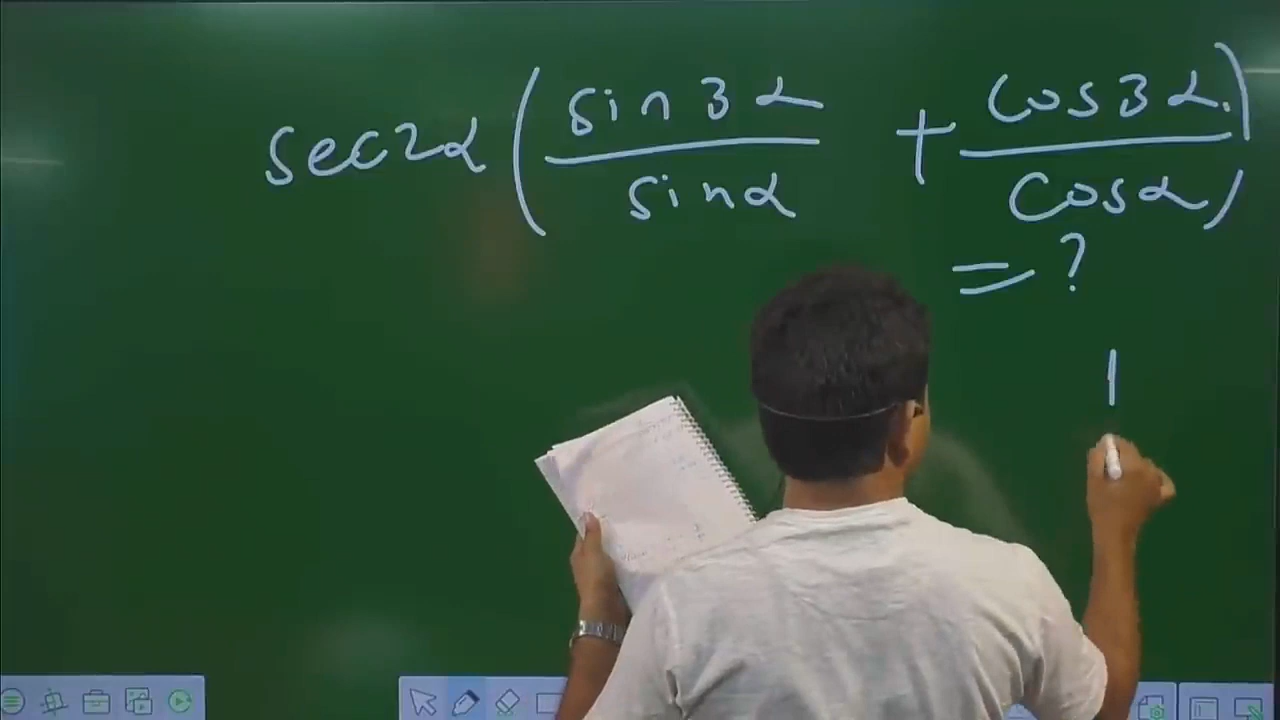 sec2α ( sin3α / sinα + cos3α / cosα )
= ?
1